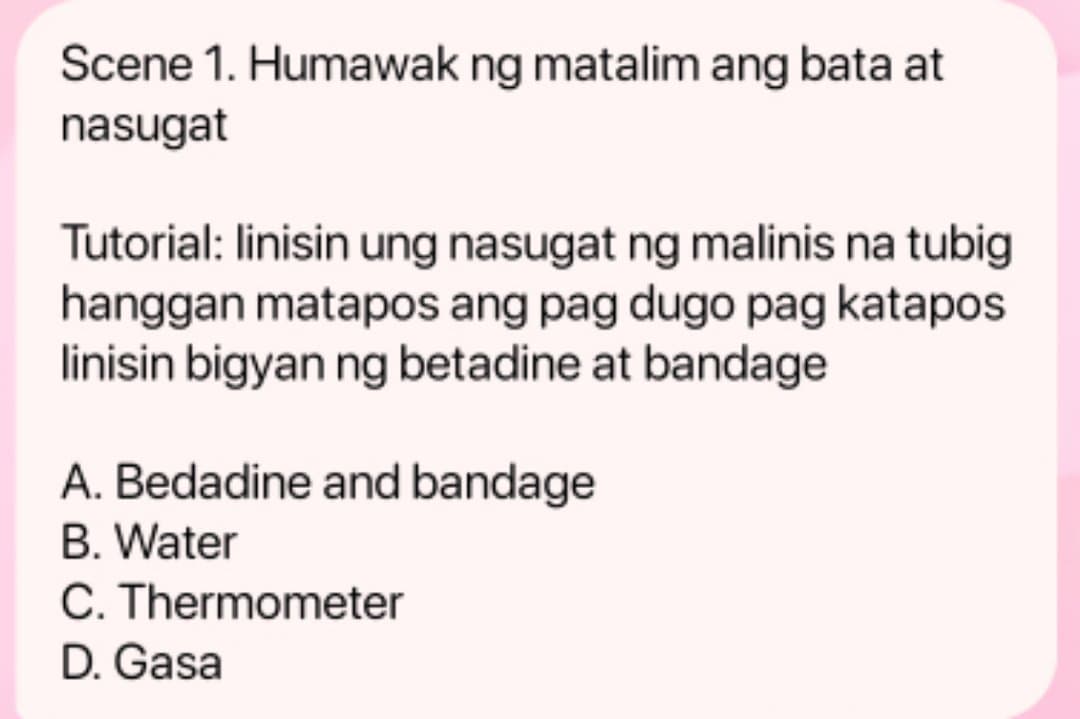 Scene 1. Humawak ng matalim ang bata at
nasugat
Tutorial: linisin ung nasugat ng malinis na tubig
hanggan matapos ang pag dugo pag katapos
linisin bigyan ng betadine at bandage
A. Bedadine and bandage
B. Water
C. Thermometer
D. Gasa